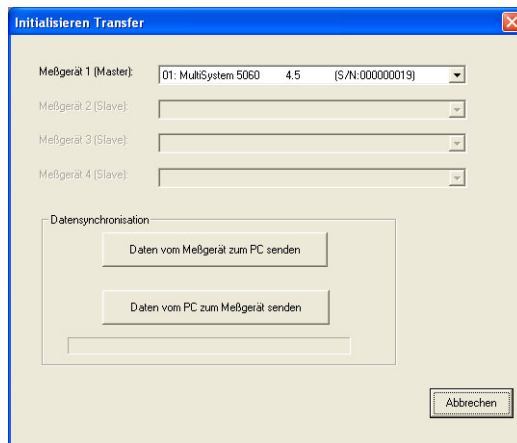 Initialisieren Transfer
Meßgerät 1 (Master): 01: MultiSystem 5060 4.5 (S/N:000000019)
Meßgerät 2 (Slave):
Meßgerät 3 (Slave):
Meßgerät 4 (Slave):
Datensynchronisation
Daten vom Meßgerät zum PC senden
Daten vom PC zum Meßgerät senden
Abbrechen